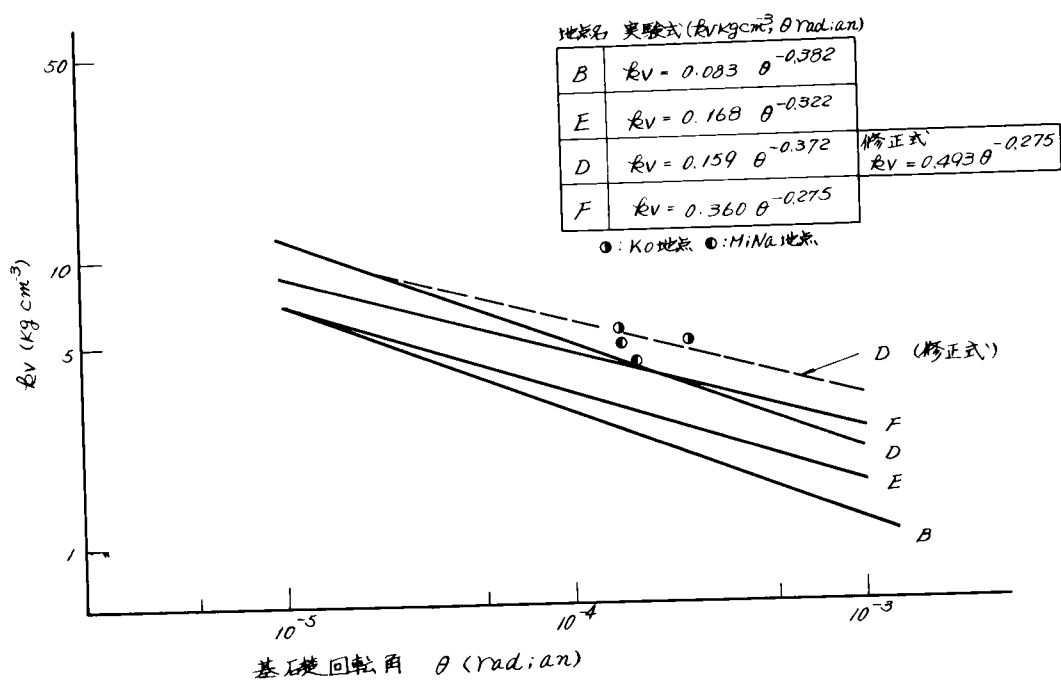 地点名 実験式(kv kg cm⁻³, θ radian)
B kv = 0.083 θ^-0.382
E kv = 0.168 θ^-0.322
D kv = 0.159 θ^-0.372
修正式
kv = 0.493 θ^-0.275
F kv = 0.360 θ^-0.275
◑: Ko地点 ◐: MiNa地点
50
10
5
1
kv (Kg cm⁻³)
D (修正式)
F
D
E
B
10⁻⁵ 10⁻⁴ 10⁻³
基礎回転角 θ (radian)